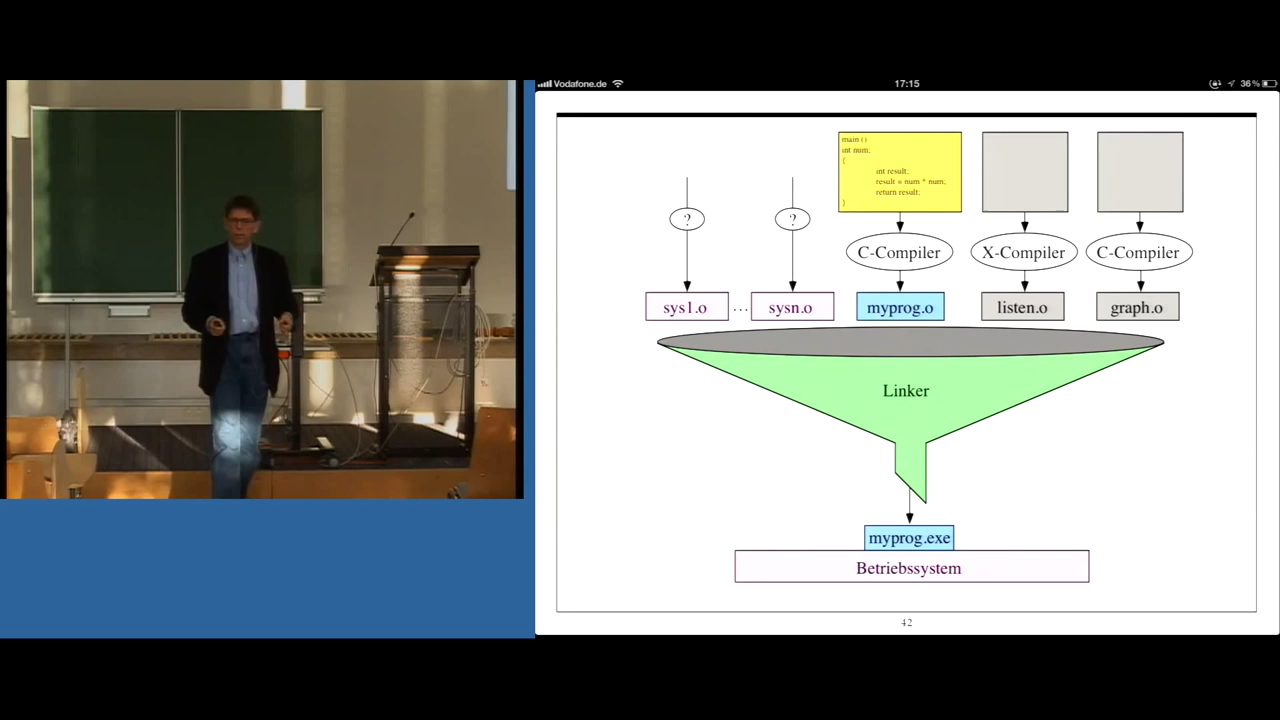 Vodafone.de 17:15 36%
main ()
int num;
{
int result;
result = num * num;
return result;
}
? ? C-Compiler X-Compiler C-Compiler
sys1.o ... sysn.o myprog.o listen.o graph.o
Linker
myprog.exe
Betriebssystem
42